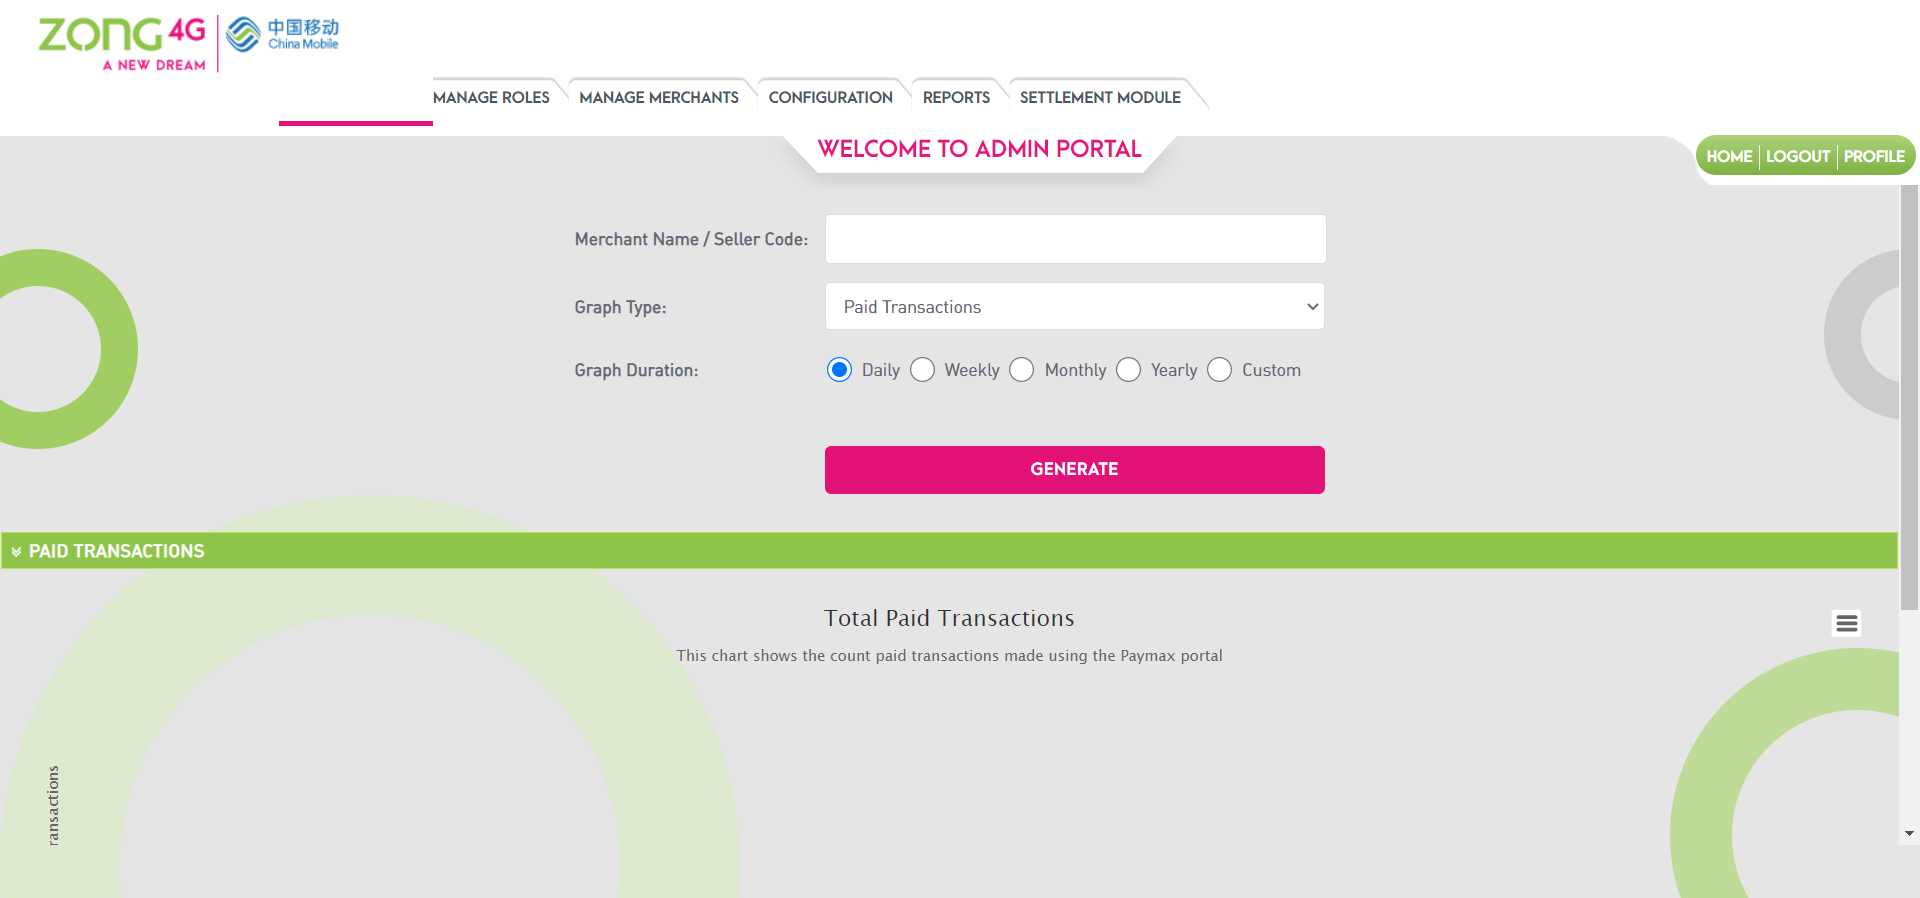 ZONG 4G
A NEW DREAM
中国移动
China Mobile
MANAGE ROLES
MANAGE MERCHANTS
CONFIGURATION
REPORTS
SETTLEMENT MODULE
WELCOME TO ADMIN PORTAL
HOME
LOGOUT
PROFILE
Merchant Name / Seller Code:
Graph Type:
Paid Transactions
Graph Duration:
Daily Weekly Monthly Yearly Custom
GENERATE
PAID TRANSACTIONS
Total Paid Transactions
This chart shows the count paid transactions made using the Paymax portal
ransactions